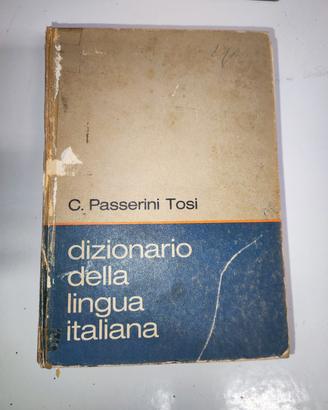 C. Passerini Tosi
dizionario
della
lingua
italiana